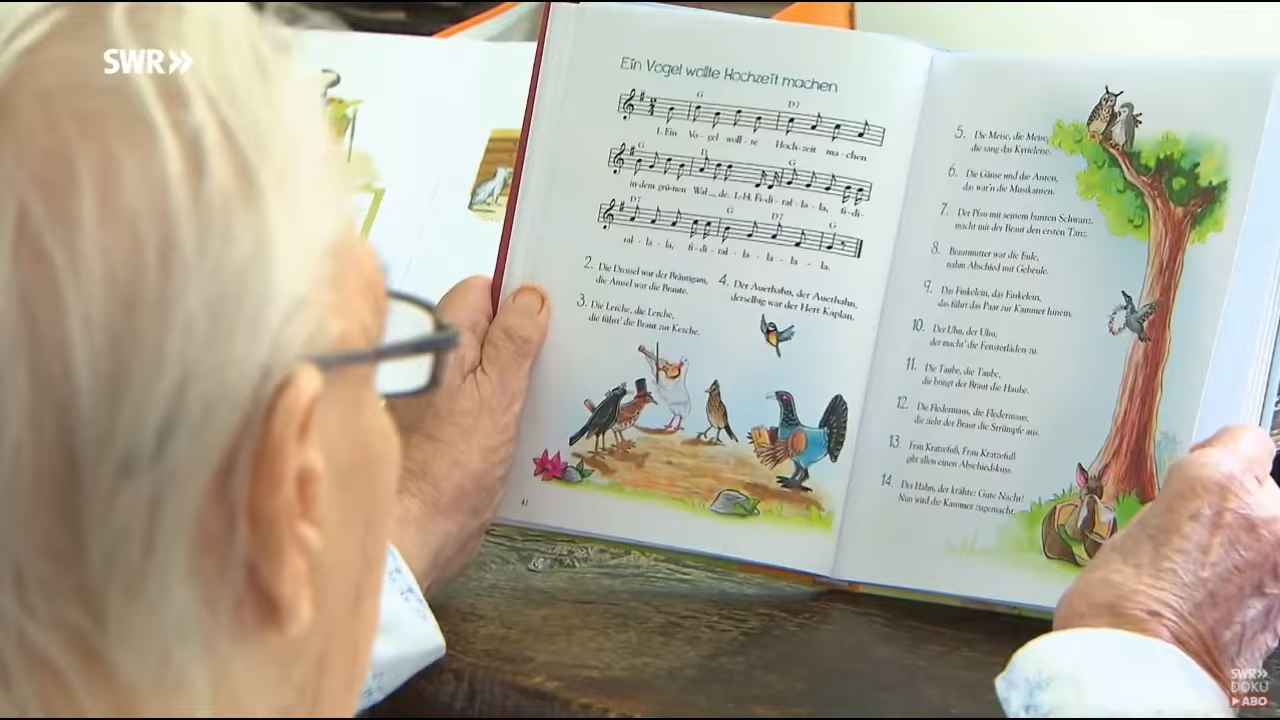 SWR»
Ein Vogel wollte Hochzeit machen
G D7
1. Ein Vo - gel woll - te Hoch - zeit ma - chen
G D G
in dem grü - nen Wal __ de. 1.-14. Fi-di - ral - la - la, fi-di-
D7 G D7 G
ral - la - la, fi - di - ral - la - la - la - la.
2. Die Drossel war der Bräutigam,
die Amsel war die Braute.
3. Die Lerche, die Lerche,
die führt' die Braut zur Kerche.
4. Der Auerhahn, der Auerhahn,
derselbig war der Herr Kaplan.
41
5. Die Meise, die Meise,
die sang das Kyrieleise.
6. Die Gänse und die Anten,
das war'n die Musikanten.
7. Der Pfau mit seinem bunten Schwanz,
macht mit der Braut den ersten Tanz.
8. Brautmutter war die Eule,
nahm Abschied mit Geheule.
9. Das Finkelein, das Finkelein,
das führt das Paar zur Kammer hinein.
10. Der Uhu, der Uhu,
der macht' die Fensterläden zu.
11. Die Taube, die Taube,
die bringt der Braut die Haube.
12. Die Fledermaus, die Fledermaus,
die zieht der Braut die Strümpfe aus.
13. Frau Kratzefuß, Frau Kratzefuß
gibt allen einen Abschiedskuss.
14. Der Hahn, der krähte: Gute Nacht!
Nun wird die Kammer zugemacht.
SWR»
DOKU
ABO